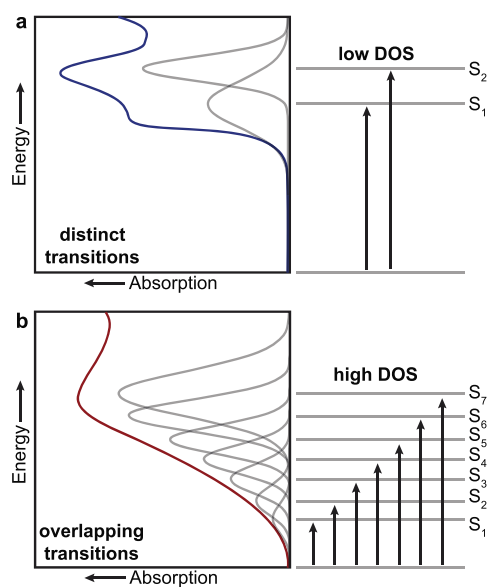 a
low DOS
S2
S1
Energy
distinct
transitions
Absorption
b
high DOS
S7
S6
S5
S4
S3
S2
S1
Energy
overlapping
transitions
Absorption